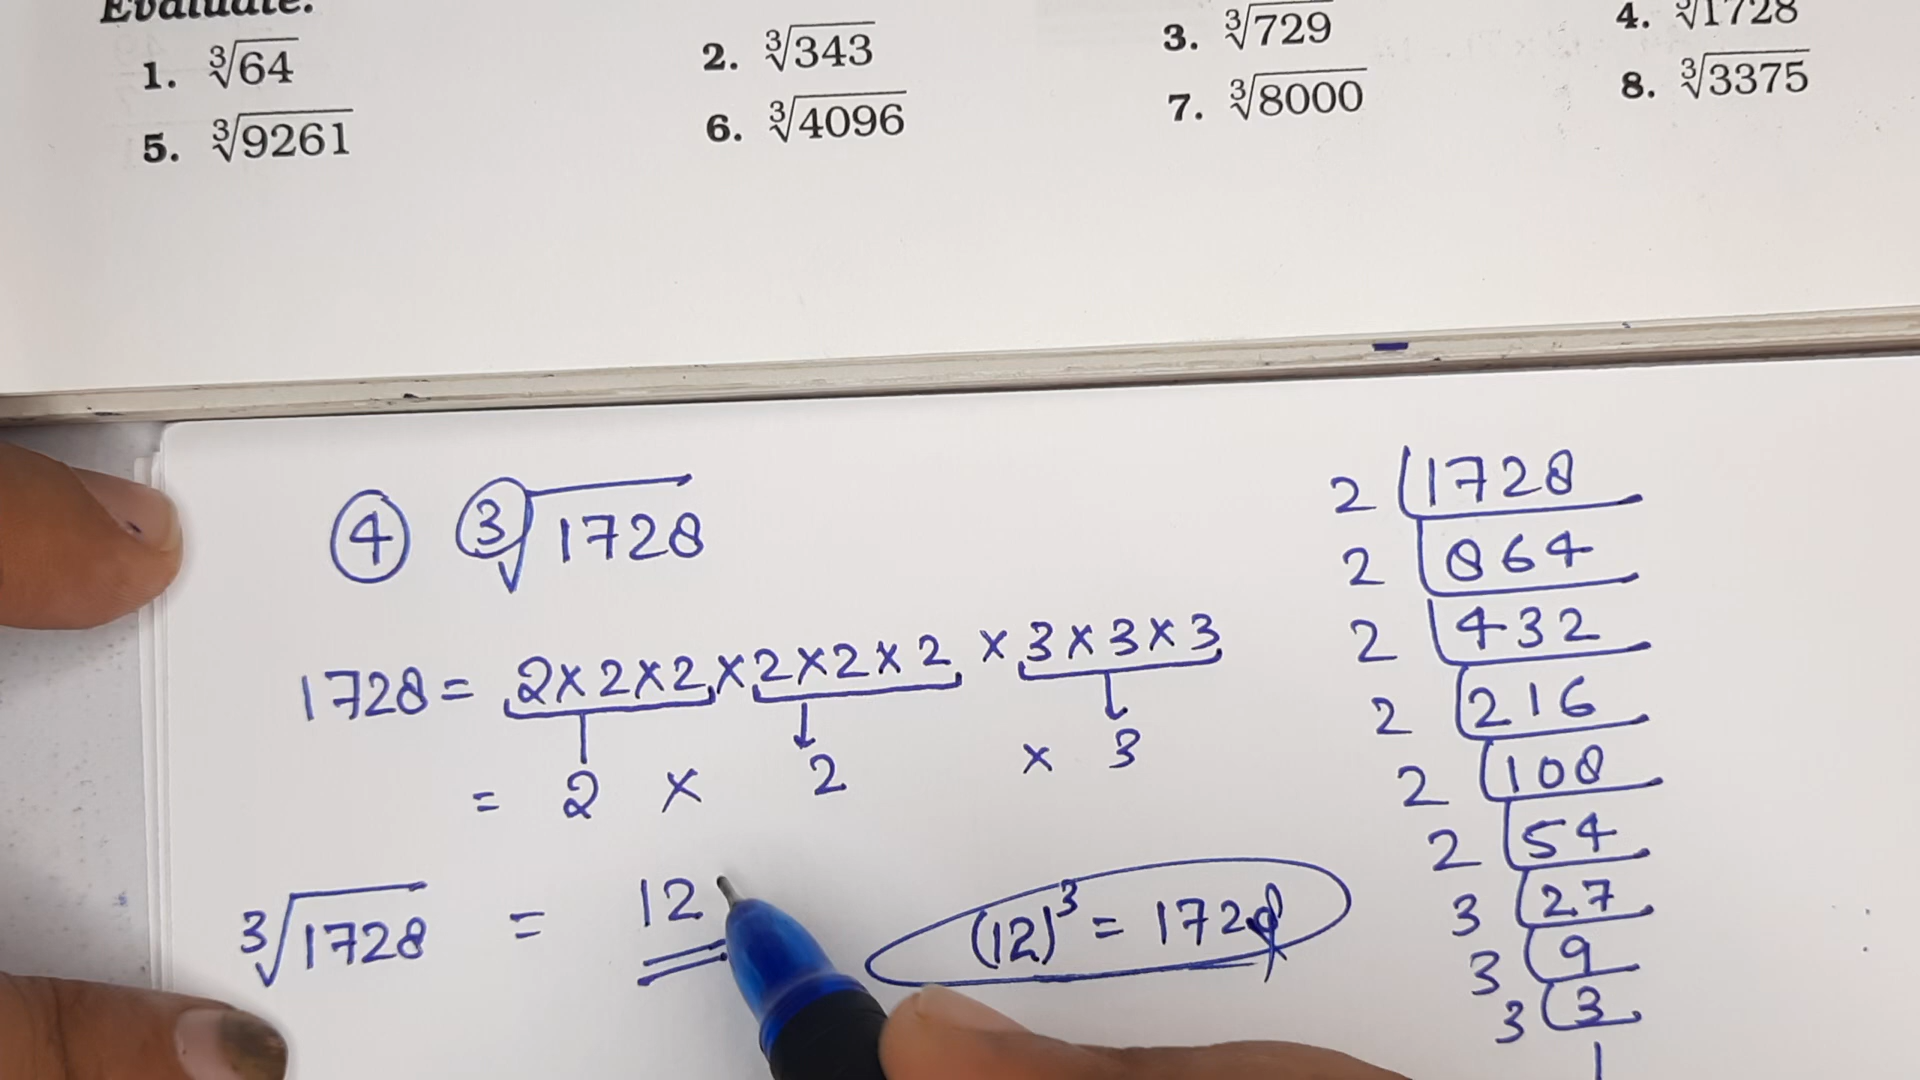 Evaluate:
1. ∛64 2. ∛343 3. ∛729 4. ∛1728
5. ∛9261 6. ∛4096 7. ∛8000 8. ∛3375
④ ∛1728
1728 = 2×2×2×2×2×2 × 3×3×3
= 2 × 2 × 3
∛1728 = 12
(12)³ = 1728
2 1728
2 864
2 432
2 216
2 108
2 54
3 27
3 9
3 3
1